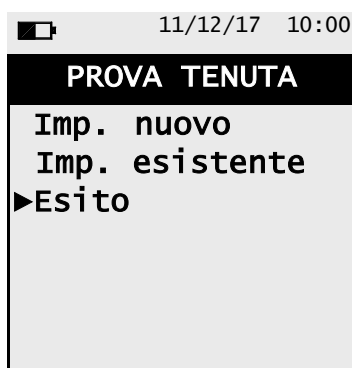 11/12/17 10:00
PROVA TENUTA
Imp. nuovo
Imp. esistente
►Esito